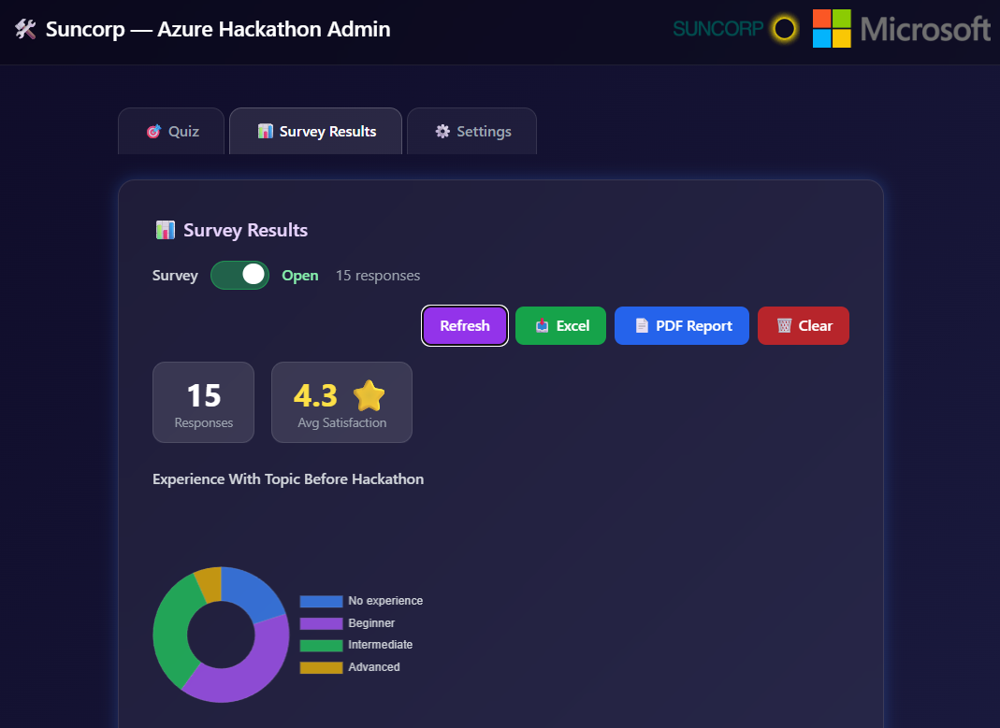 Suncorp — Azure Hackathon Admin
SUNCORP
Microsoft
Quiz
Survey Results
Settings
Survey Results
Survey
Open
15 responses
Refresh
Excel
PDF Report
Clear
15
Responses
4.3
Avg Satisfaction
Experience With Topic Before Hackathon
No experience
Beginner
Intermediate
Advanced